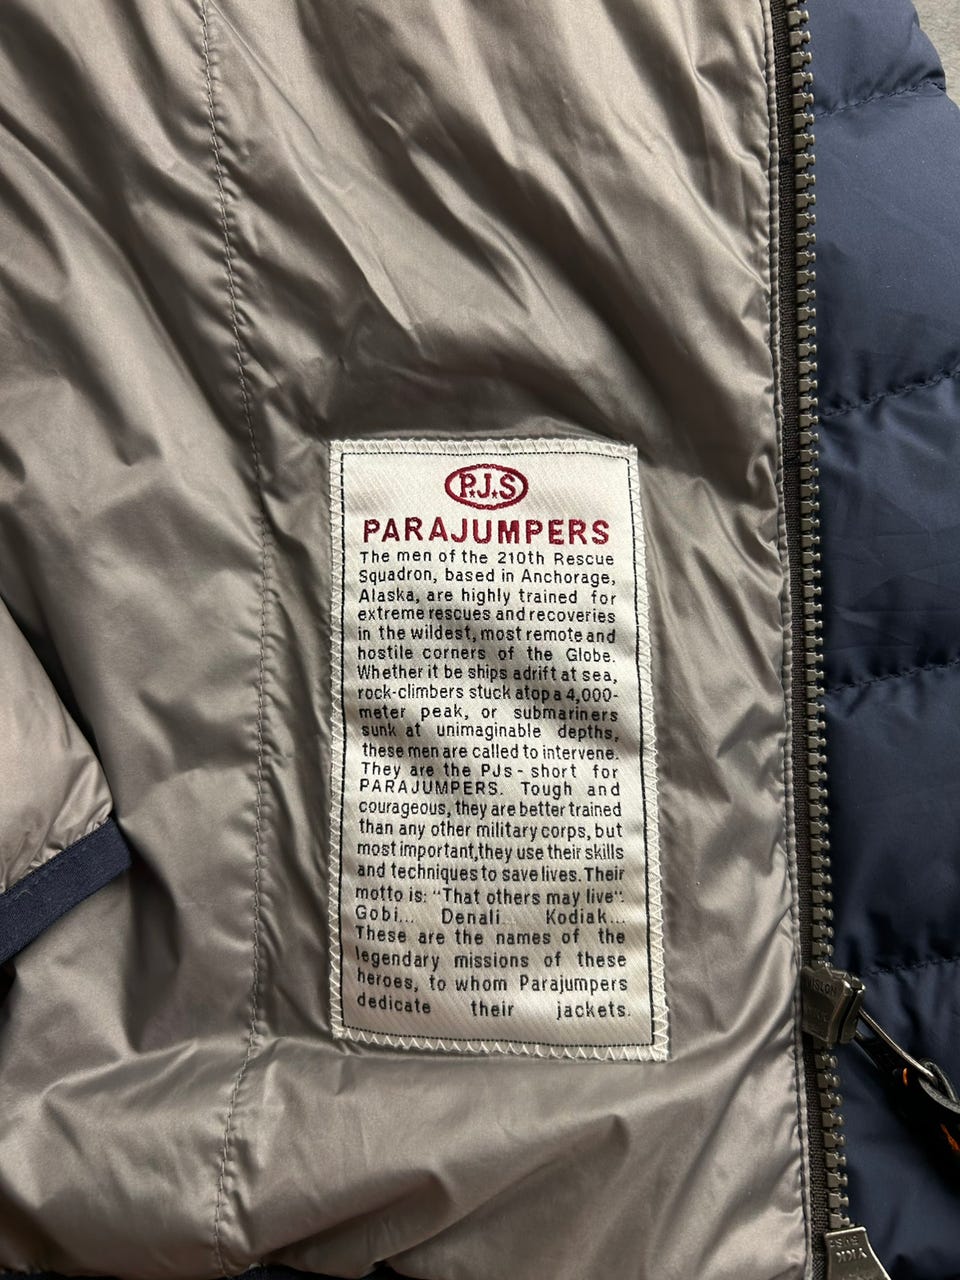 P.J.S
PARAJUMPERS
The men of the 210th Rescue
Squadron, based in Anchorage,
Alaska, are highly trained for
extreme rescues and recoveries
in the wildest, most remote and
hostile corners of the Globe.
Whether it be ships adrift at sea,
rock-climbers stuck atop a 4,000-
meter peak, or submariners
sunk at unimaginable depths,
these men are called to intervene.
They are the PJs - short for
PARAJUMPERS. Tough and
courageous, they are better trained
than any other military corps, but
most important,they use their skills
and techniques to save lives. Their
motto is: "That others may live".
Gobi... Denali... Kodiak...
These are the names of the
legendary missions of these
heroes, to whom Parajumpers
dedicate their jackets.